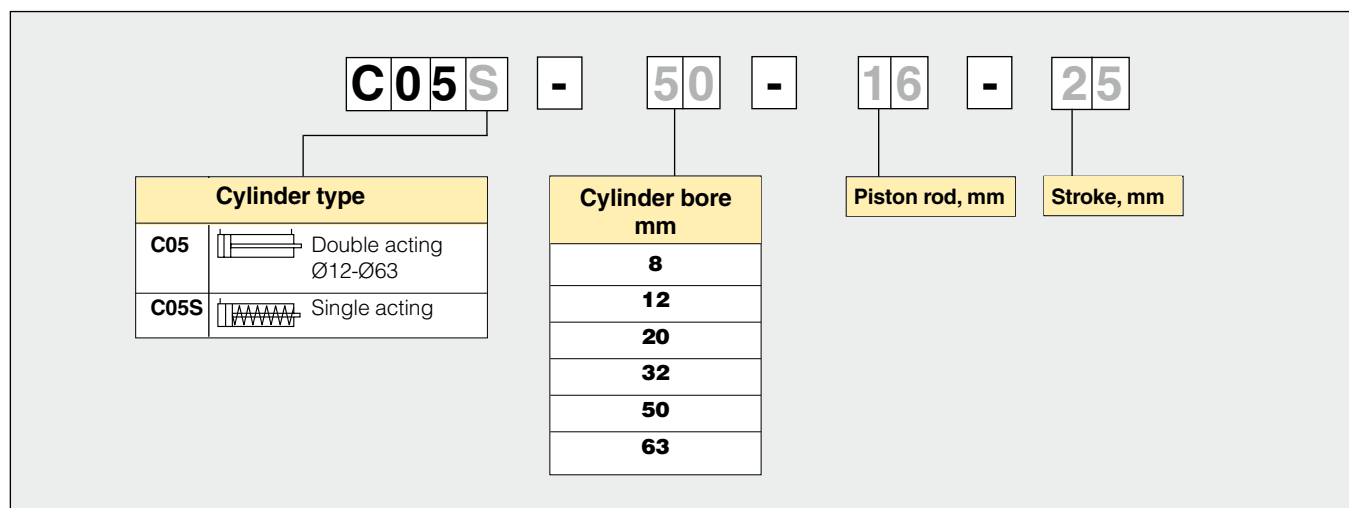 C05S - 50 - 16 - 25
Cylinder type
C05 Double acting
Ø12-Ø63
C05S Single acting
Cylinder bore
mm
8
12
20
32
50
63
Piston rod, mm
Stroke, mm